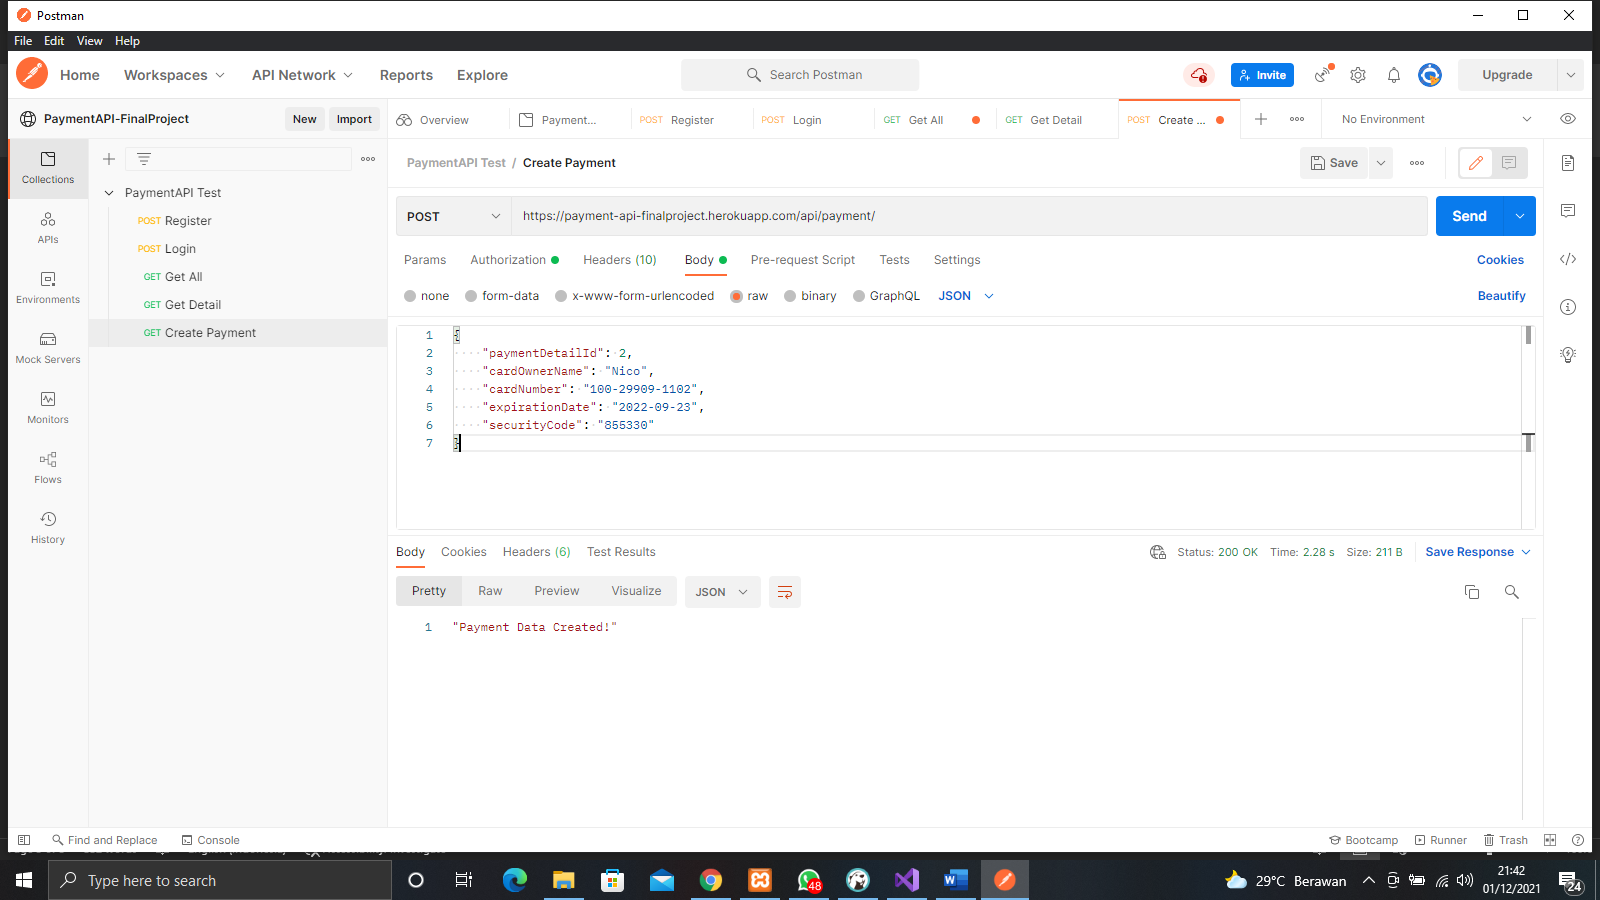 Postman
File Edit View Help
Home Workspaces API Network Reports Explore Search Postman Invite Upgrade
PaymentAPI-FinalProject New Import Overview Payment... POST Register POST Login GET Get All GET Get Detail POST Create ... No Environment
Collections
APIs
Environments
Mock Servers
Monitors
Flows
History
PaymentAPI Test
POST Register
POST Login
GET Get All
GET Get Detail
GET Create Payment
PaymentAPI Test / Create Payment Save
POST https://payment-api-finalproject.herokuapp.com/api/payment/ Send
Params Authorization Headers (10) Body Pre-request Script Tests Settings Cookies
none form-data x-www-form-urlencoded raw binary GraphQL JSON Beautify
1 {
2 "paymentDetailId": 2,
3 "cardOwnerName": "Nico",
4 "cardNumber": "100-29909-1102",
5 "expirationDate": "2022-09-23",
6 "securityCode": "855330"
7 }
Body Cookies Headers (6) Test Results Status: 200 OK Time: 2.28 s Size: 211 B Save Response
Pretty Raw Preview Visualize JSON
1 "Payment Data Created!"
Find and Replace Console Bootcamp Runner Trash
Type here to search 48 29°C Berawan 21:42
01/12/2021 24